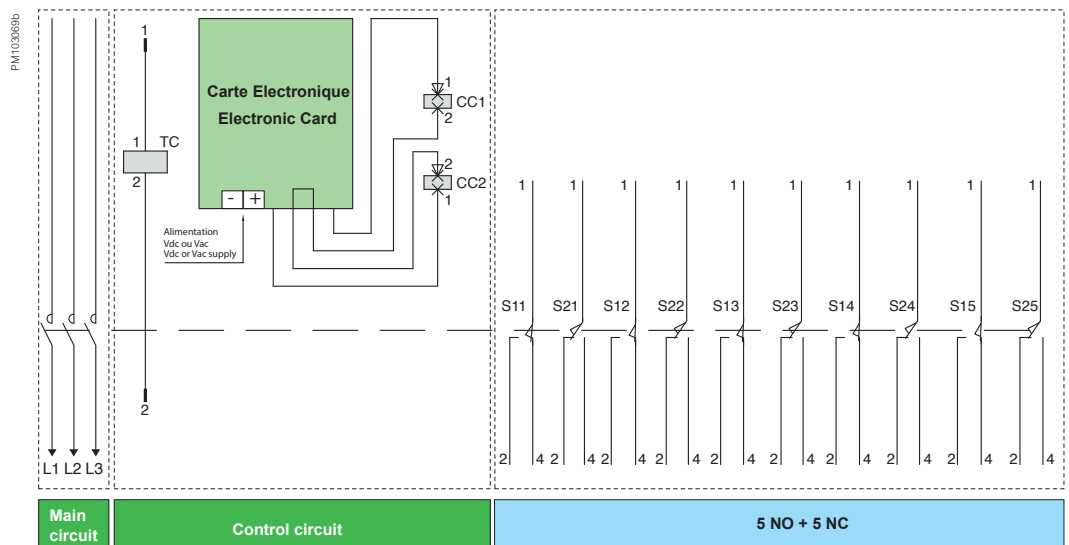 PM103069b
1
1
TC
2
2
Carte Electronique
Electronic Card
- +
Alimentation
Vdc ou Vac
Vdc or Vac supply
1
CC1
2
2
CC2
1
L1 L2 L3
1 1 1 1 1 1 1 1 1 1
S11 S21 S12 S22 S13 S23 S14 S24 S15 S25
2 4 2 4 2 4 2 4 2 4 2 4 2 4 2 4 2 4 2 4
Main
circuit
Control circuit
5 NO + 5 NC